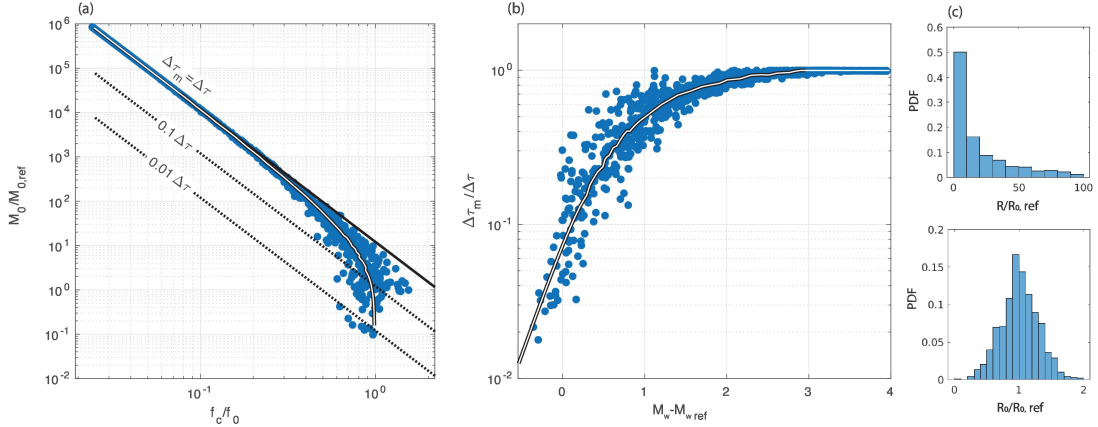 (a)
10^6
10^5
10^4
10^3
10^2
10^1
10^0
10^-1
10^-2
M_0/M_0,ref
Δτ_m = Δτ
0.1 Δτ
0.01 Δτ
10^-1
10^0
f_c/f_0
(b)
10^0
10^-1
10^-2
Δτ_m / Δτ
0
1
2
3
4
M_w-M_w ref
(c)
0.6
0.5
0.4
0.3
0.2
0.1
0
PDF
0
50
100
R/R_0, ref
0.2
0.15
0.1
0.05
0
PDF
0
1
2
R_0/R_0, ref